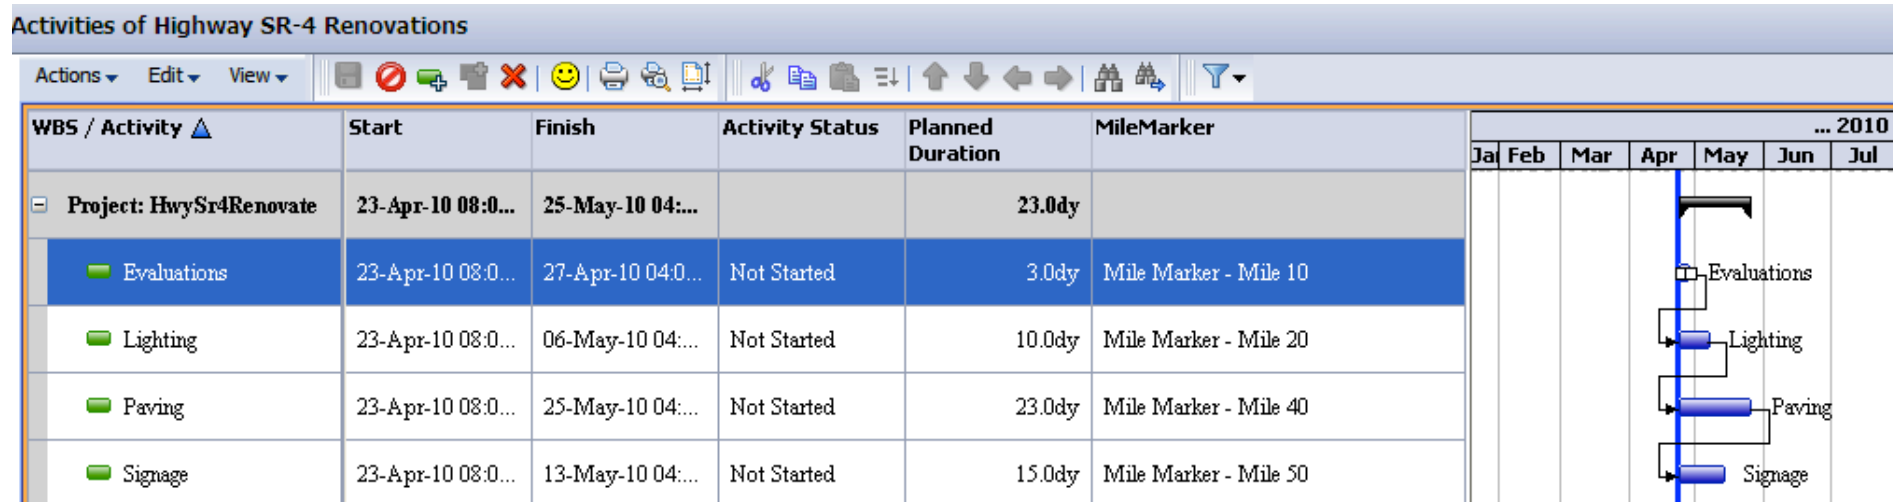 Activities of Highway SR-4 Renovations
Actions Edit View
WBS / Activity Start Finish Activity Status Planned Duration MileMarker ... 2010
Jan Feb Mar Apr May Jun Jul
Project: HwySr4Renovate 23-Apr-10 08:0... 25-May-10 04:... 23.0dy
Evaluations 23-Apr-10 08:0... 27-Apr-10 04:0... Not Started 3.0dy Mile Marker - Mile 10 Evaluations
Lighting 23-Apr-10 08:0... 06-May-10 04:... Not Started 10.0dy Mile Marker - Mile 20 Lighting
Paving 23-Apr-10 08:0... 25-May-10 04:... Not Started 23.0dy Mile Marker - Mile 40 Paving
Signage 23-Apr-10 08:0... 13-May-10 04:... Not Started 15.0dy Mile Marker - Mile 50 Signage